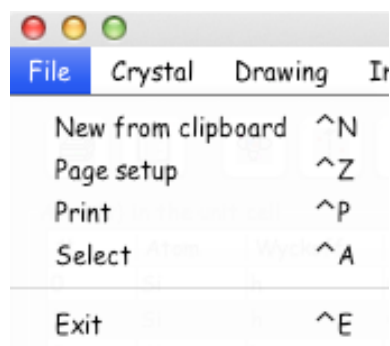 File Crystal Drawing
New from clipboard ^N
Page setup ^Z
Print ^P
Select ^A
Exit ^E